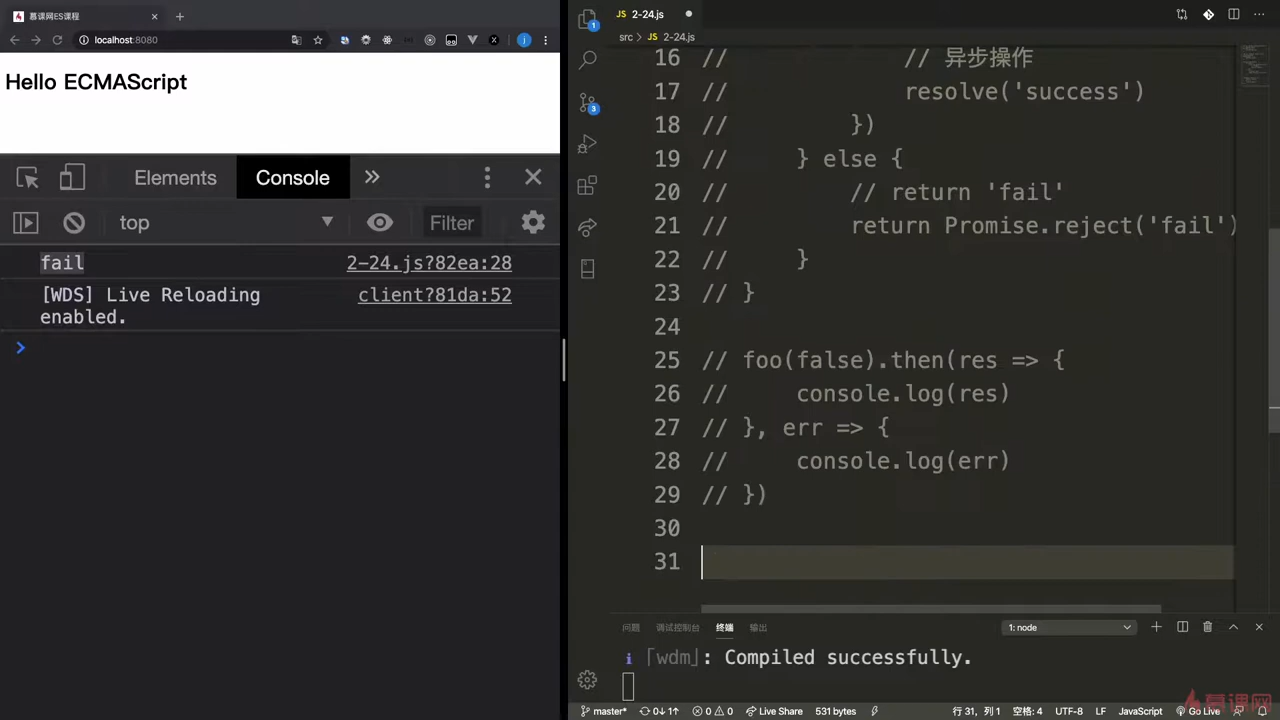 慕课网ES课程
localhost:8080
Hello ECMAScript
Elements
Console
top
Filter
fail
2-24.js?82ea:28
[WDS] Live Reloading
enabled.
client?81da:52
JS 2-24.js
src > JS 2-24.js
16 // // 异步操作
17 // resolve('success')
18 // })
19 // } else {
20 // // return 'fail'
21 // return Promise.reject('fail')
22 // }
23 // }
24
25 // foo(false).then(res => {
26 // console.log(res)
27 // }, err => {
28 // console.log(err)
29 // })
30
31
问题 调试控制台 终端 输出
1: node
i ｢wdm｣: Compiled successfully.
master* 0↓ 1↑ 0 0 Live Share 531 bytes
行 31, 列 1 空格: 4 UTF-8 LF JavaScript Go Live
慕课网